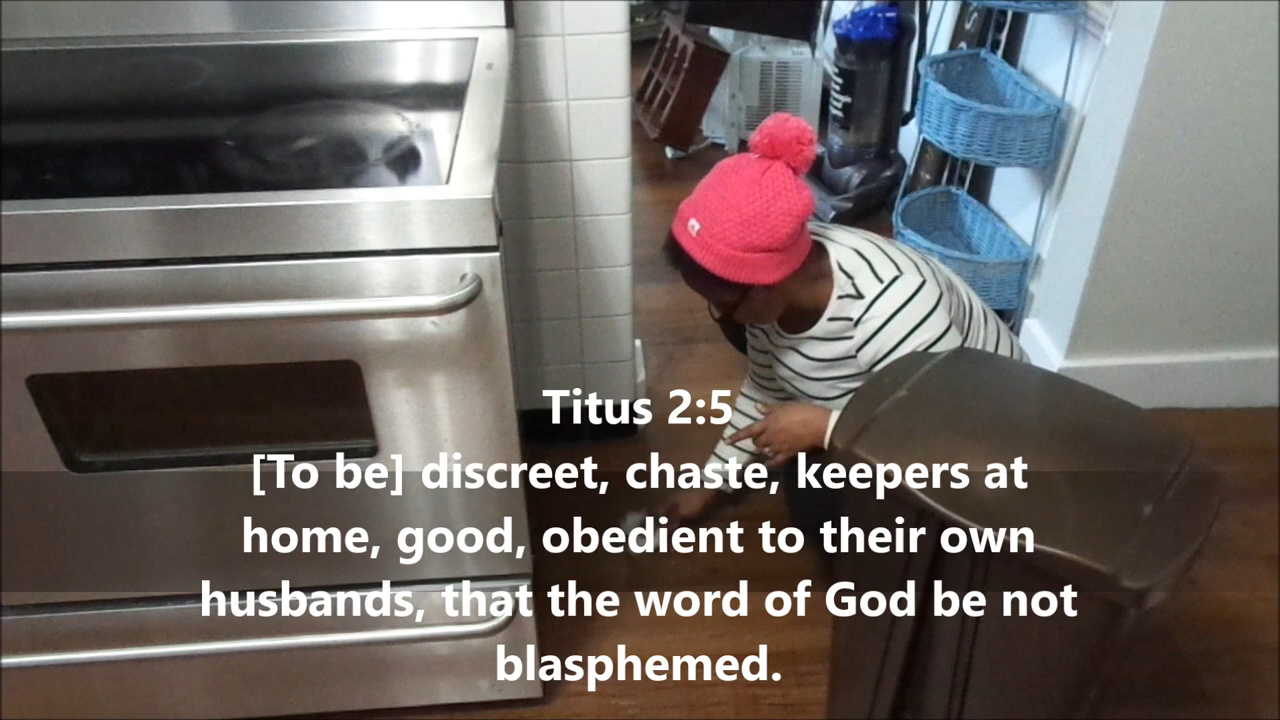 Titus 2:5
[To be] discreet, chaste, keepers at
home, good, obedient to their own
husbands, that the word of God be not
blasphemed.